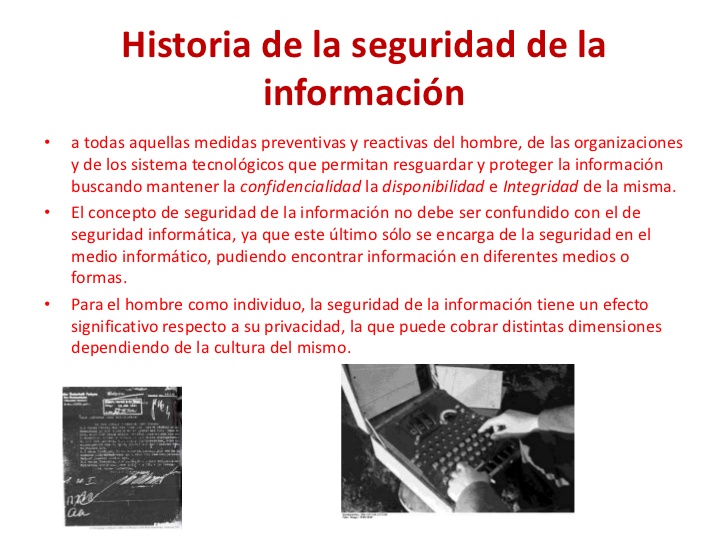 Historia de la seguridad de la
información
• a todas aquellas medidas preventivas y reactivas del hombre, de las organizaciones
y de los sistema tecnológicos que permitan resguardar y proteger la información
buscando mantener la confidencialidad la disponibilidad e Integridad de la misma.
• El concepto de seguridad de la información no debe ser confundido con el de
seguridad informática, ya que este último sólo se encarga de la seguridad en el
medio informático, pudiendo encontrar información en diferentes medios o
formas.
• Para el hombre como individuo, la seguridad de la información tiene un efecto
significativo respecto a su privacidad, la que puede cobrar distintas dimensiones
dependiendo de la cultura del mismo.